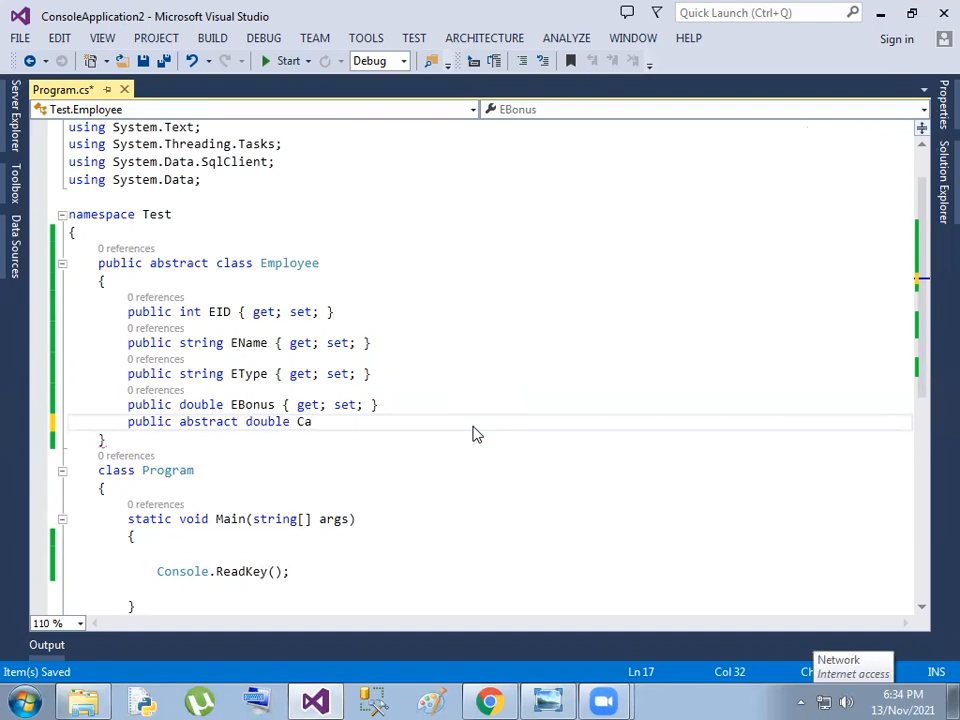 ConsoleApplication2 - Microsoft Visual Studio
Quick Launch (Ctrl+Q)
FILE EDIT VIEW PROJECT BUILD DEBUG TEAM TOOLS TEST ARCHITECTURE ANALYZE WINDOW HELP
Sign in
Start
Debug
Program.cs*
Test.Employee
EBonus
Server Explorer
Toolbox
Data Sources
Properties
Solution Explorer
using System.Text;
using System.Threading.Tasks;
using System.Data.SqlClient;
using System.Data;
namespace Test
{
0 references
public abstract class Employee
{
0 references
public int EID { get; set; }
0 references
public string EName { get; set; }
0 references
public string EType { get; set; }
0 references
public double EBonus { get; set; }
public abstract double Ca
}
0 references
class Program
{
0 references
static void Main(string[] args)
{
Console.ReadKey();
}
110 %
Output
Item(s) Saved
Ln 17
Col 32
Ch
INS
Network
Internet access
6:34 PM
13/Nov/2021